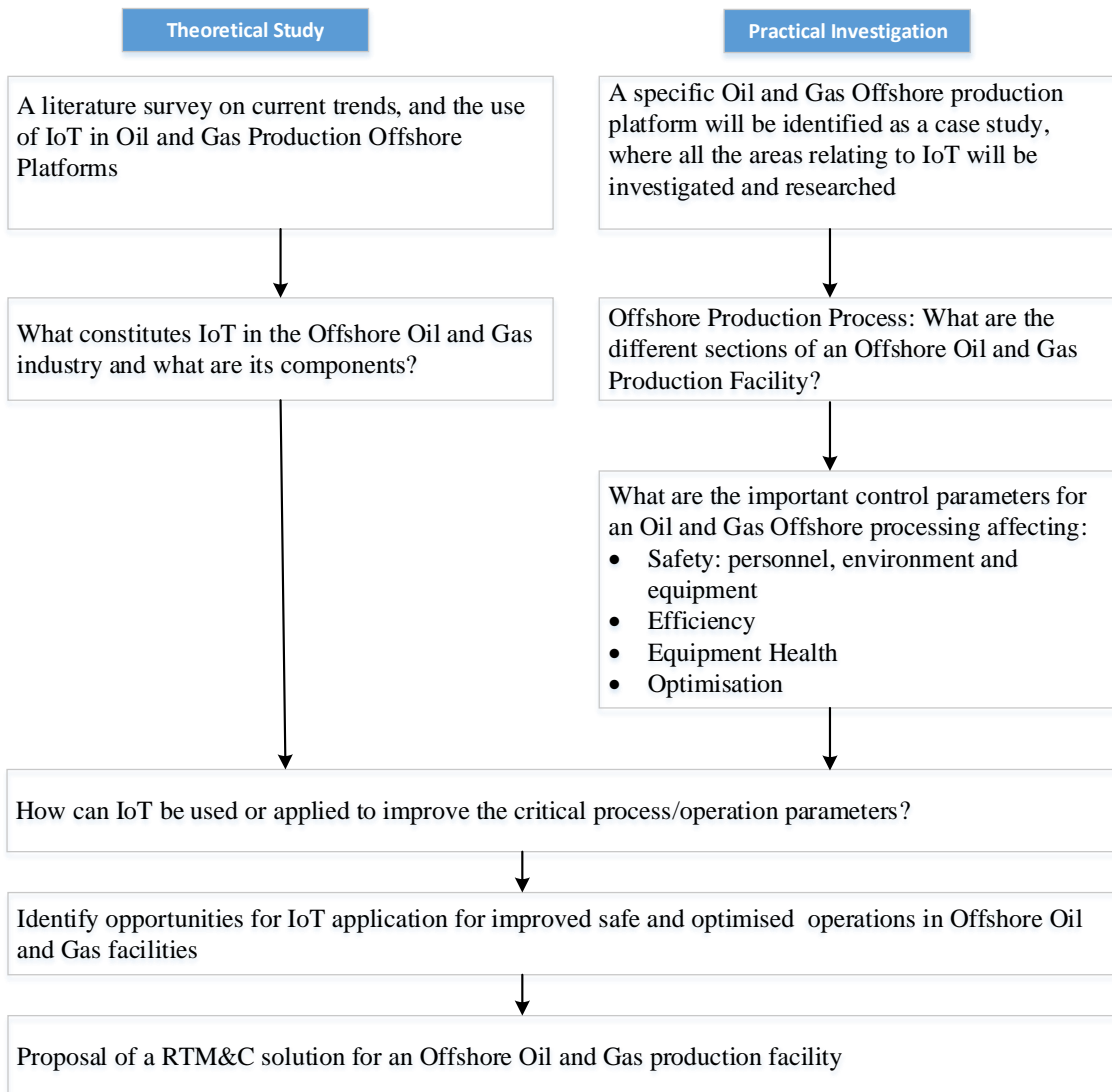 Theoretical Study
Practical Investigation
A literature survey on current trends, and the use
of IoT in Oil and Gas Production Offshore
Platforms
A specific Oil and Gas Offshore production
platform will be identified as a case study,
where all the areas relating to IoT will be
investigated and researched
What constitutes IoT in the Offshore Oil and Gas
industry and what are its components?
Offshore Production Process: What are the
different sections of an Offshore Oil and Gas
Production Facility?
What are the important control parameters for
an Oil and Gas Offshore processing affecting:
• Safety: personnel, environment and
equipment
• Efficiency
• Equipment Health
• Optimisation
How can IoT be used or applied to improve the critical process/operation parameters?
Identify opportunities for IoT application for improved safe and optimised operations in Offshore Oil
and Gas facilities
Proposal of a RTM&C solution for an Offshore Oil and Gas production facility